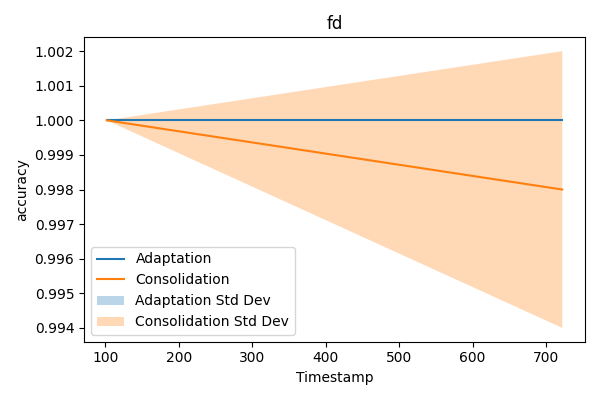 fd
1.002
1.001
1.000
0.999
0.998
0.997
0.996
0.995
0.994
accuracy
Adaptation
Consolidation
Adaptation Std Dev
Consolidation Std Dev
100 200 300 400 500 600 700
Timestamp